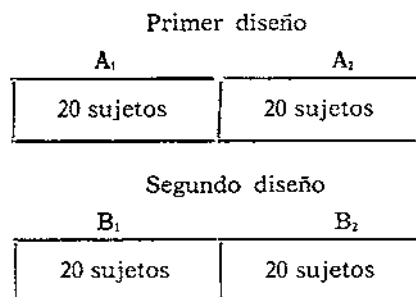 Primer diseño
A₁ A₂
20 sujetos 20 sujetos
Segundo diseño
B₁ B₂
20 sujetos 20 sujetos